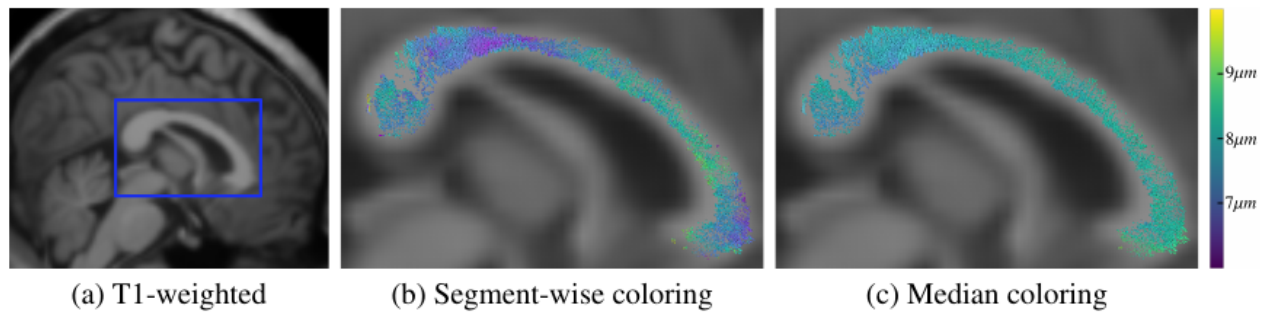 9μm
8μm
7μm
(a) T1-weighted (b) Segment-wise coloring (c) Median coloring